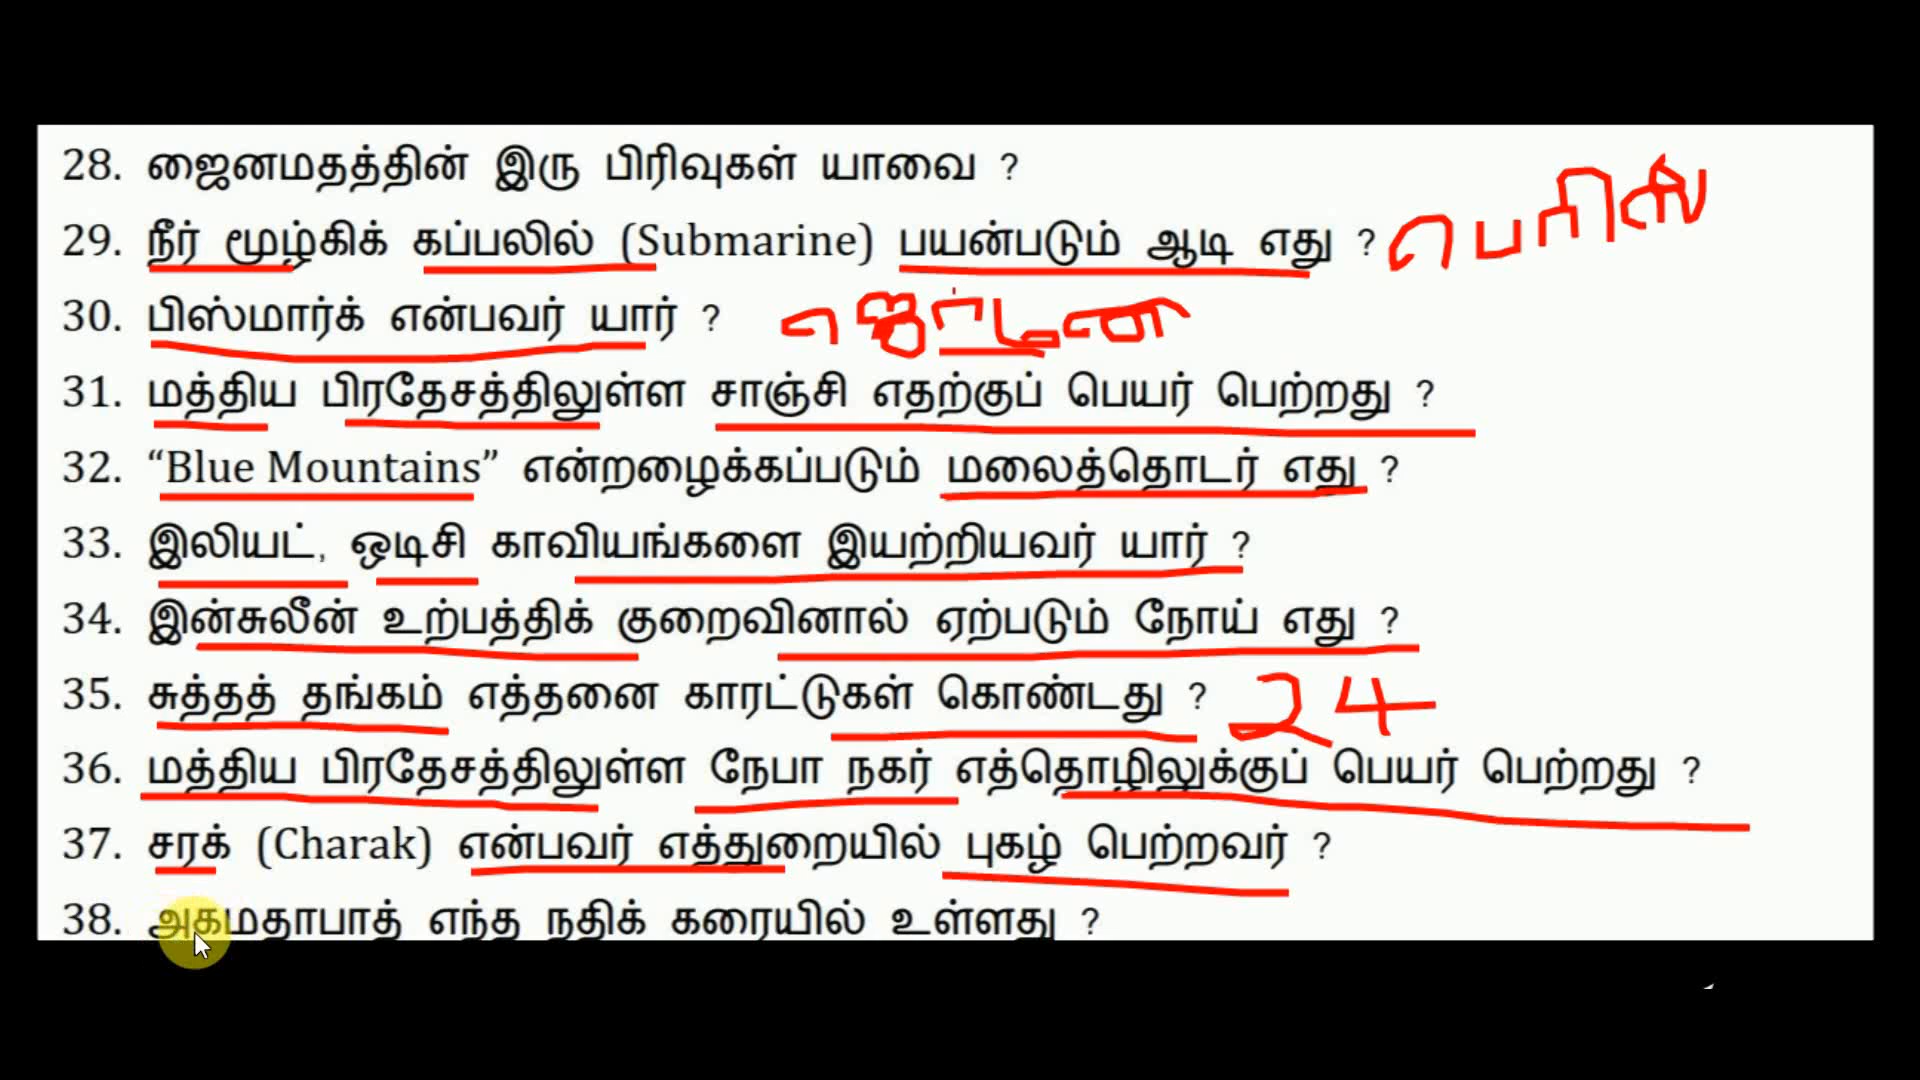 28. ஜைனமதத்தின் இரு பிரிவுகள் யாவை ?
29. நீர் மூழ்கிக் கப்பலில் (Submarine) பயன்படும் ஆடி எது ?
30. பிஸ்மார்க் என்பவர் யார் ?
31. மத்திய பிரதேசத்திலுள்ள சாஞ்சி எதற்குப் பெயர் பெற்றது ?
32. “Blue Mountains” என்றழைக்கப்படும் மலைத்தொடர் எது ?
33. இலியட், ஒடிசி காவியங்களை இயற்றியவர் யார் ?
34. இன்சுலீன் உற்பத்திக் குறைவினால் ஏற்படும் நோய் எது ?
35. சுத்தத் தங்கம் எத்தனை காரட்டுகள் கொண்டது ? 24
36. மத்திய பிரதேசத்திலுள்ள நேபா நகர் எத்தொழிலுக்குப் பெயர் பெற்றது ?
37. சரக் (Charak) என்பவர் எத்துறையில் புகழ் பெற்றவர் ?
38. அகமதாபாத் எந்த நதிக் கரையில் உள்ளது ?